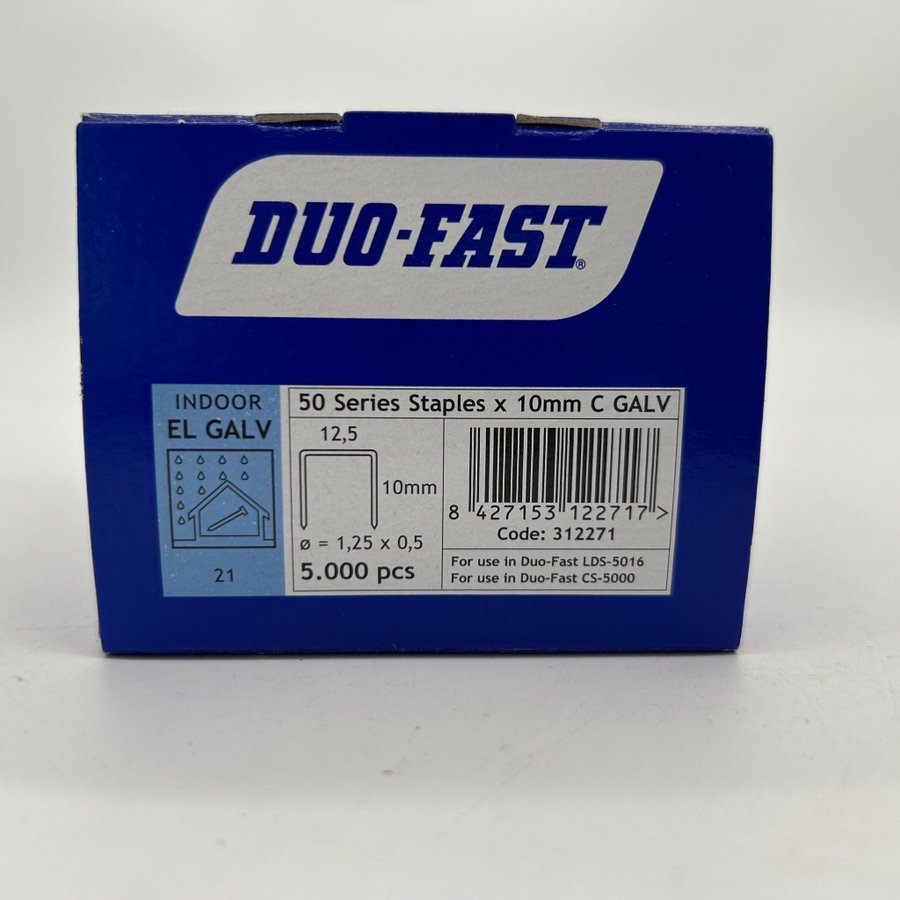 DUO-FAST®
INDOOR
EL GALV
21
50 Series Staples x 10mm C GALV
12,5
10mm
ø = 1,25 x 0,5
5.000 pcs
8 427153 122717 >
Code: 312271
For use in Duo-Fast LDS-5016
For use in Duo-Fast CS-5000